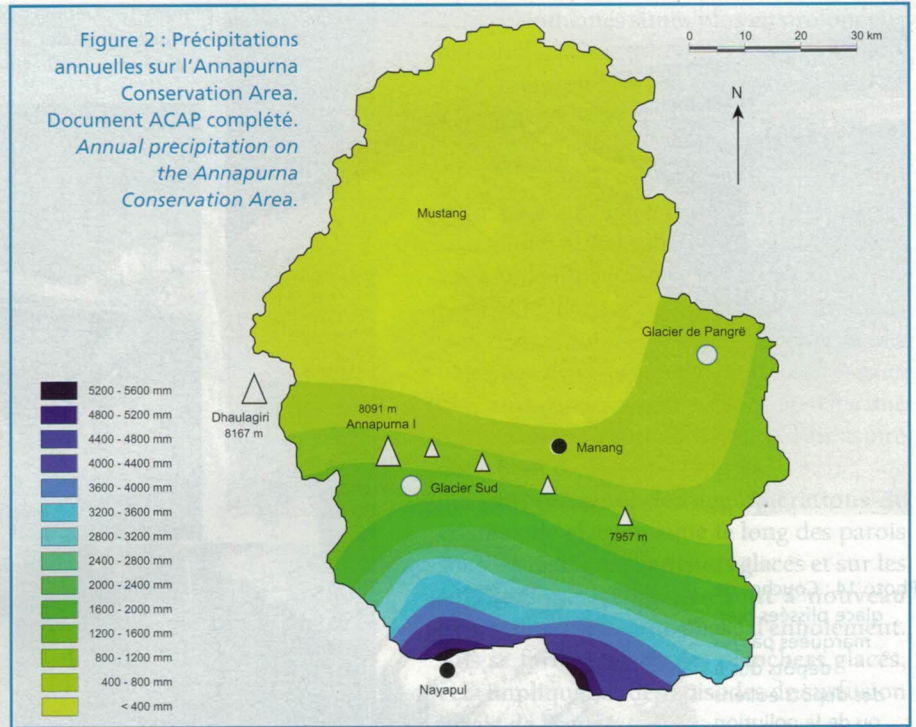 Figure 2 : Précipitations
annuelles sur l'Annapurna
Conservation Area.
Document ACAP complété.
Annual precipitation on
the Annapurna
Conservation Area.
0 10 20 30 km
N
Mustang
Glacier de Pangrë
Dhaulagiri
8167 m
8091 m
Annapurna I
Manang
Glacier Sud
7957 m
Nayapul
5200 - 5600 mm
4800 - 5200 mm
4400 - 4800 mm
4000 - 4400 mm
3600 - 4000 mm
3200 - 3600 mm
2800 - 3200 mm
2400 - 2800 mm
2000 - 2400 mm
1600 - 2000 mm
1200 - 1600 mm
800 - 1200 mm
400 - 800 mm
< 400 mm